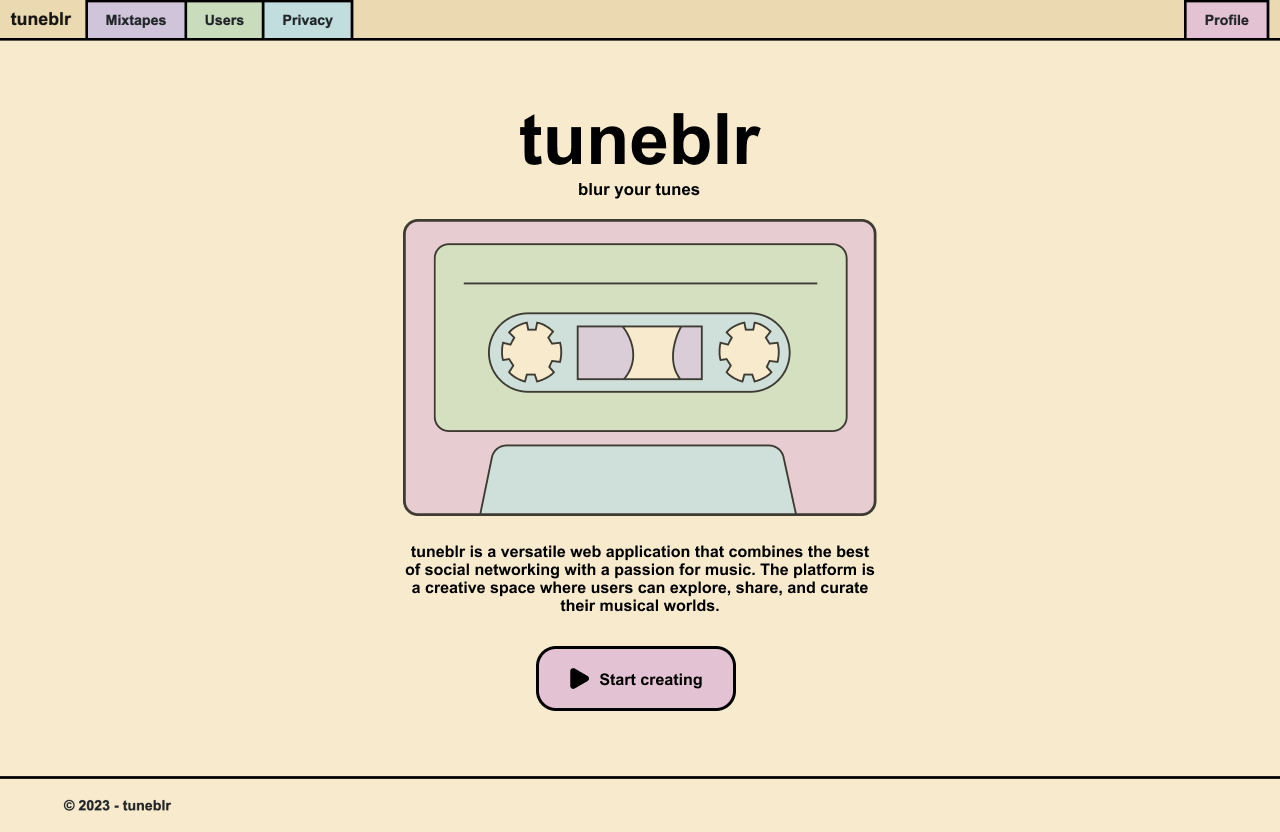 tuneblr
Mixtapes
Users
Privacy
Profile
tuneblr
blur your tunes
tuneblr is a versatile web application that combines the best
of social networking with a passion for music. The platform is
a creative space where users can explore, share, and curate
their musical worlds.
Start creating
© 2023 - tuneblr